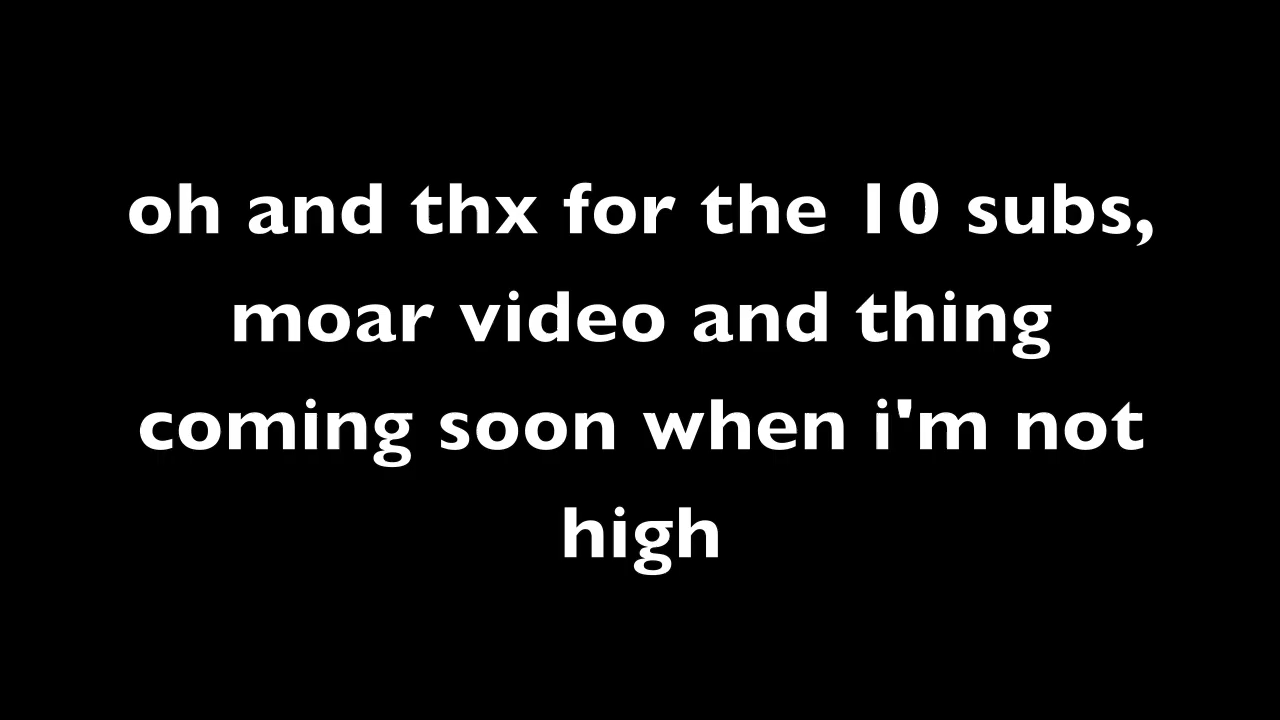 oh and thx for the 10 subs,
moar video and thing
coming soon when i'm not
high